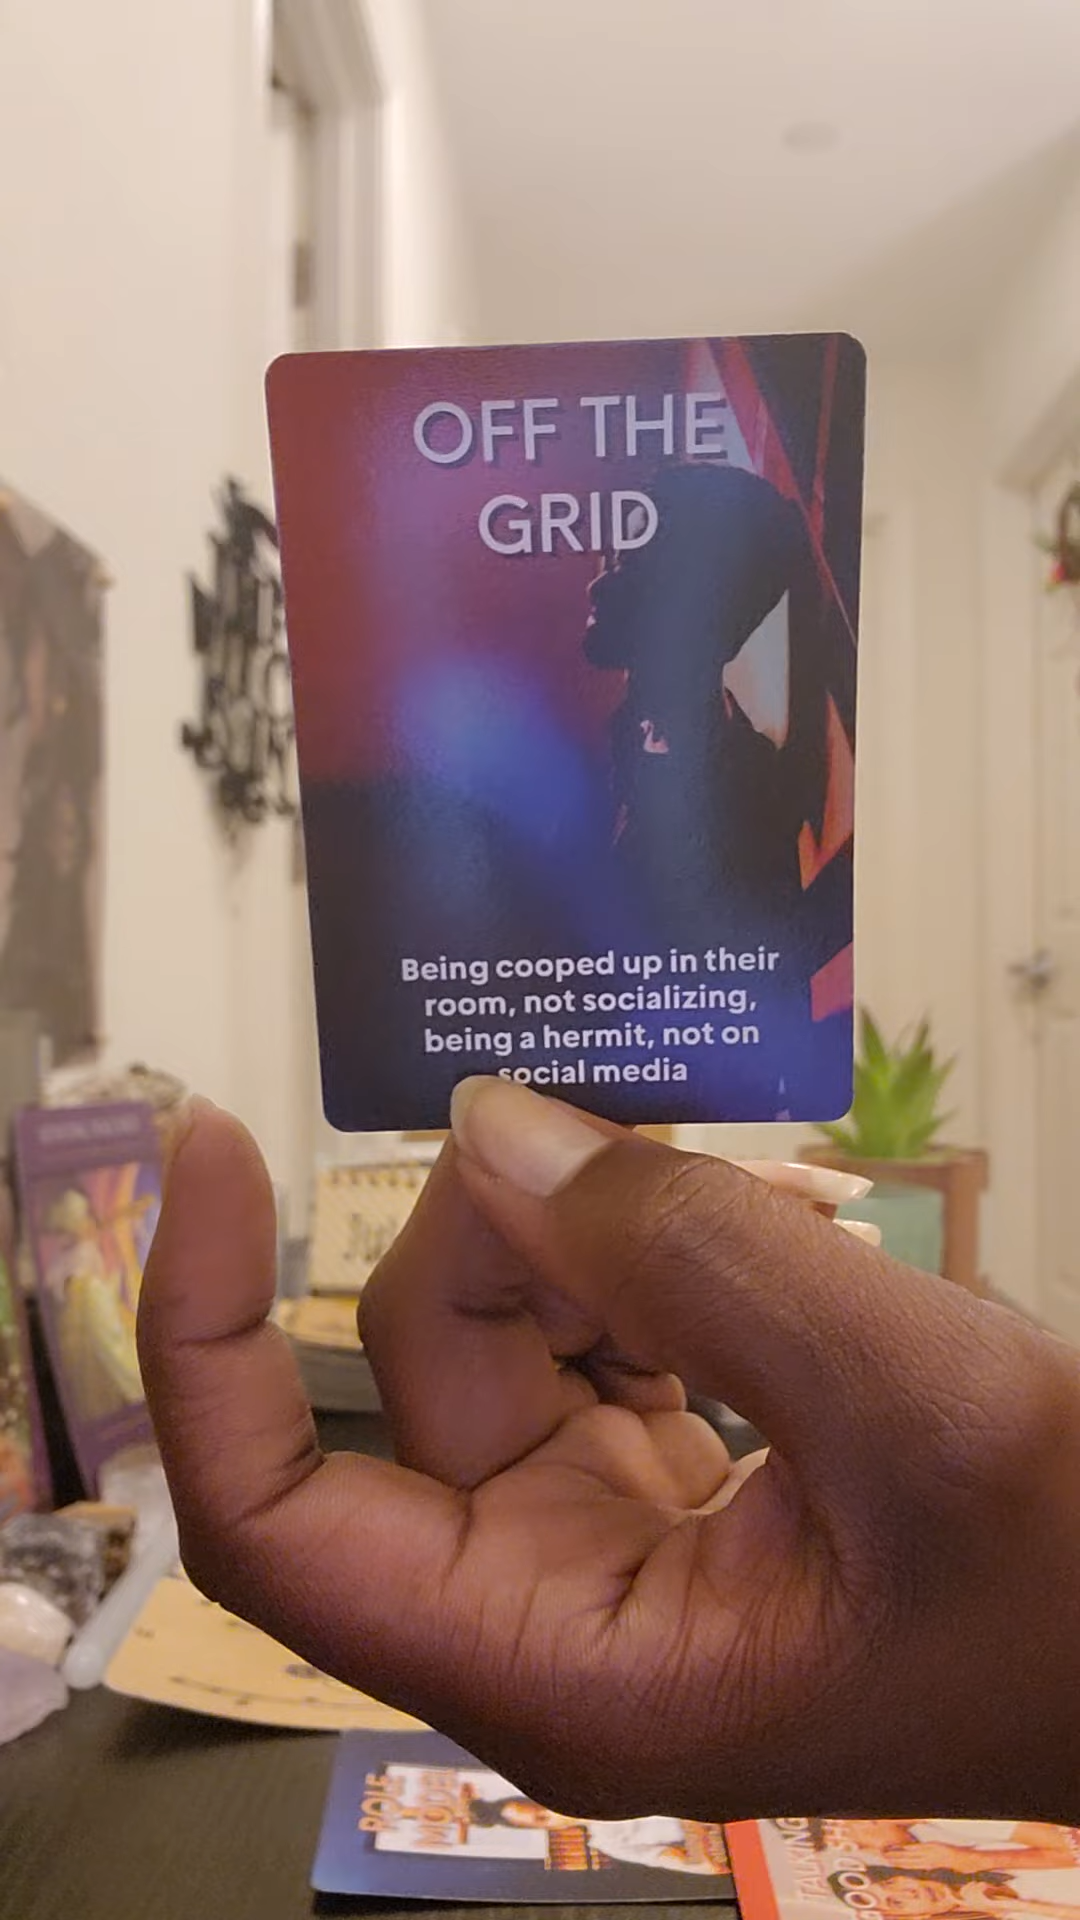 OFF THE
GRID
Being cooped up in their
room, not socializing,
being a hermit, not on
social media
ROLE
MODEL
TALKING